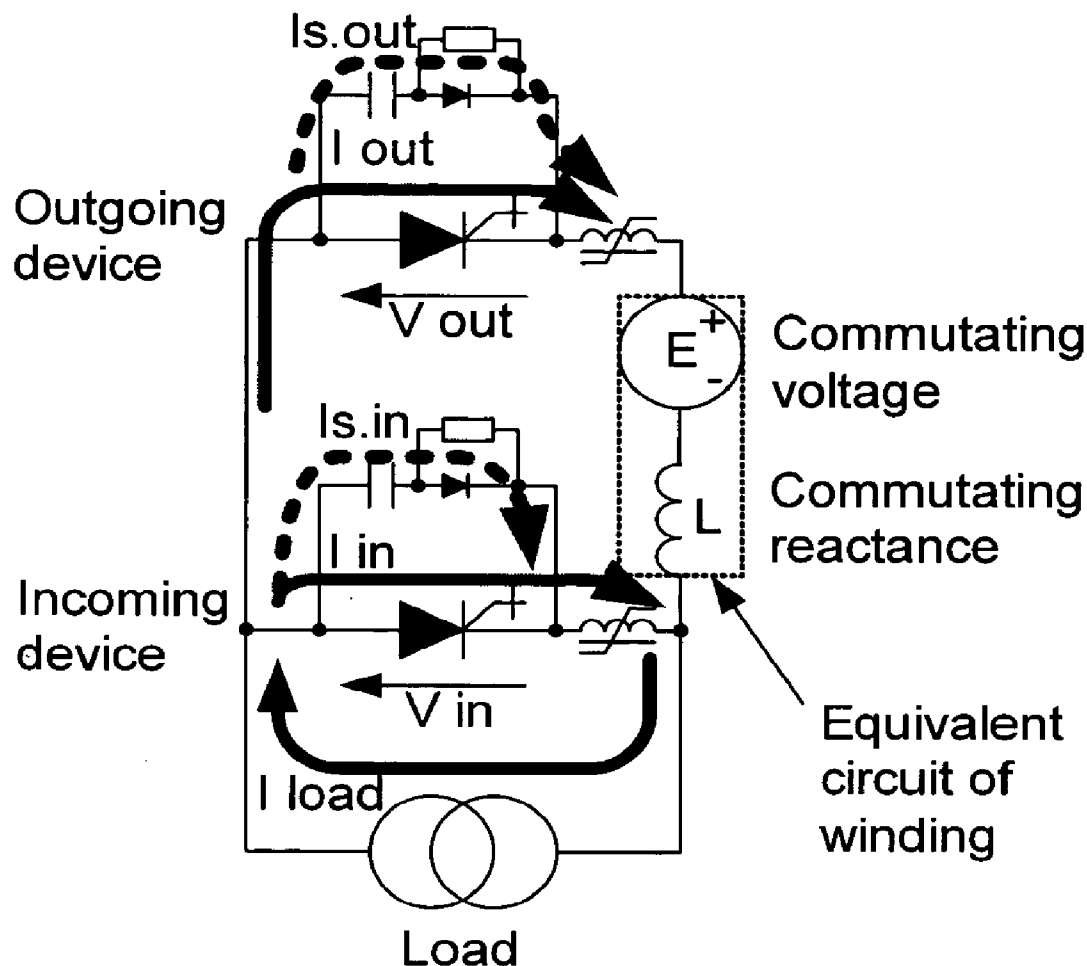 Is.out
I out
Outgoing
device
V out
E
+
-
Commutating
voltage
Is.in
L
Commutating
reactance
I in
Incoming
device
V in
I load
Equivalent
circuit of
winding
Load